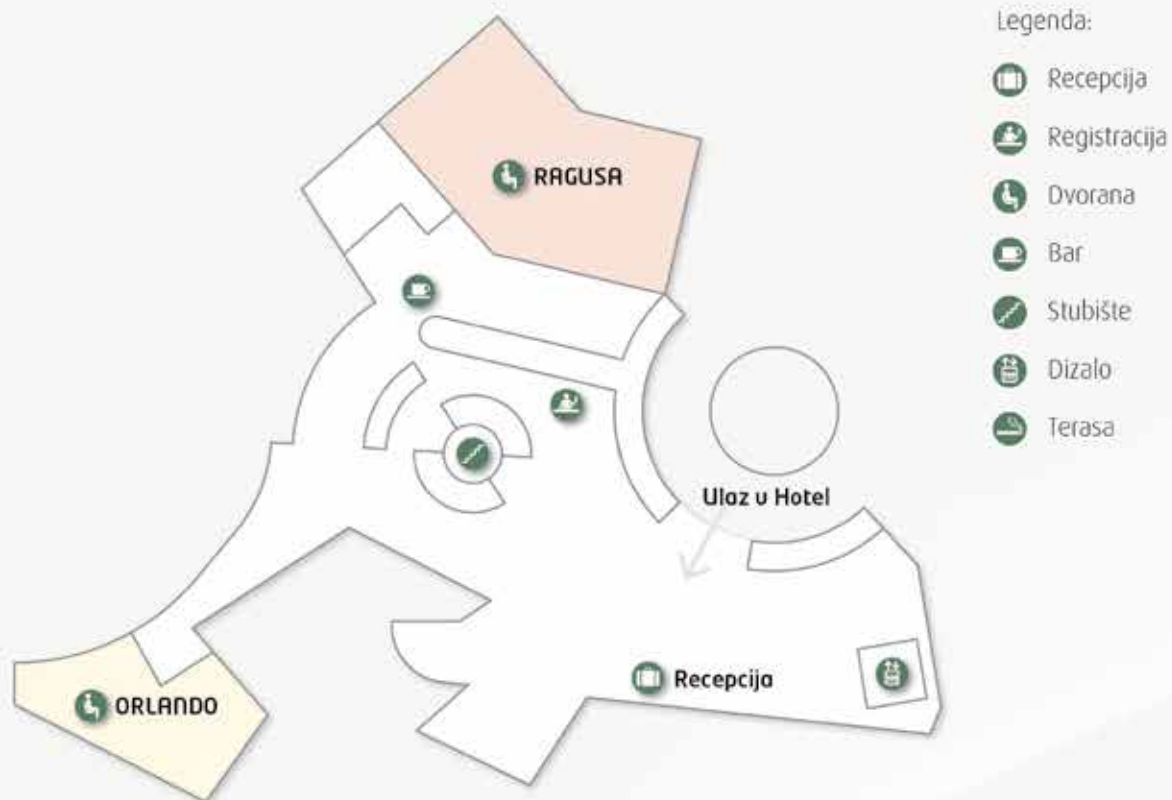 Legenda:
Recepcija
Registracija
Dvorana
Bar
Stubište
Dizalo
Terasa
RAGUSA
Ulaz u Hotel
Recepcija
ORLANDO